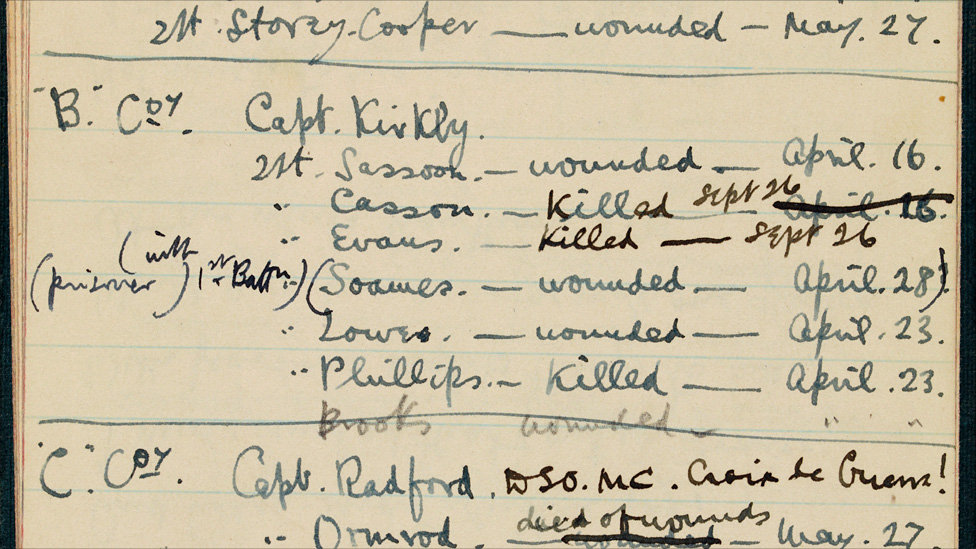 2lt. Storey-Cooper — wounded — May. 27.
"B." Coy. Capt. Kirkby.
2lt. Sassoon. — wounded — April. 16.
" Casson. — Killed Sept 26 — April. 16.
" Evans. — Killed — Sept 26
(prisoner) (with 1st Battn.) (Soames. — wounded. — April. 28)!
" Lowe. — wounded — April. 23.
" Phillips. — Killed — April. 23.
Brooks wounded — " "
"C". Coy. Capt. Radford. DSO. MC. Croix de Guerre!
" Ormrod. died of wounds — wounded — May. 27.